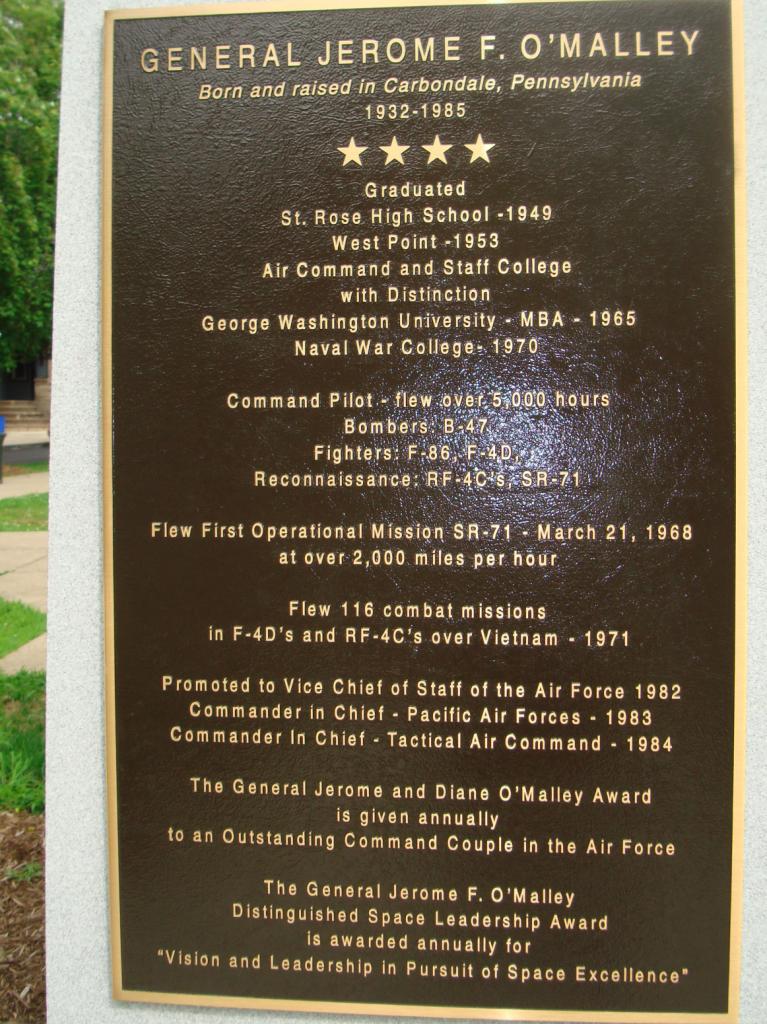 GENERAL JEROME F. O'MALLEY
Born and raised in Carbondale, Pennsylvania
1932-1985
Graduated
St. Rose High School -1949
West Point -1953
Air Command and Staff College
with Distinction
George Washington University - MBA - 1965
Naval War College- 1970
Command Pilot - flew over 5,000 hours
Bombers: B-47
Fighters: F-86, F-4D,
Reconnaissance: RF-4C's, SR-71
Flew First Operational Mission SR-71 - March 21, 1968
at over 2,000 miles per hour
Flew 116 combat missions
in F-4D's and RF-4C's over Vietnam - 1971
Promoted to Vice Chief of Staff of the Air Force 1982
Commander in Chief - Pacific Air Forces - 1983
Commander In Chief - Tactical Air Command - 1984
The General Jerome and Diane O'Malley Award
is given annually
to an Outstanding Command Couple in the Air Force
The General Jerome F. O'Malley
Distinguished Space Leadership Award
is awarded annually for
"Vision and Leadership in Pursuit of Space Excellence"